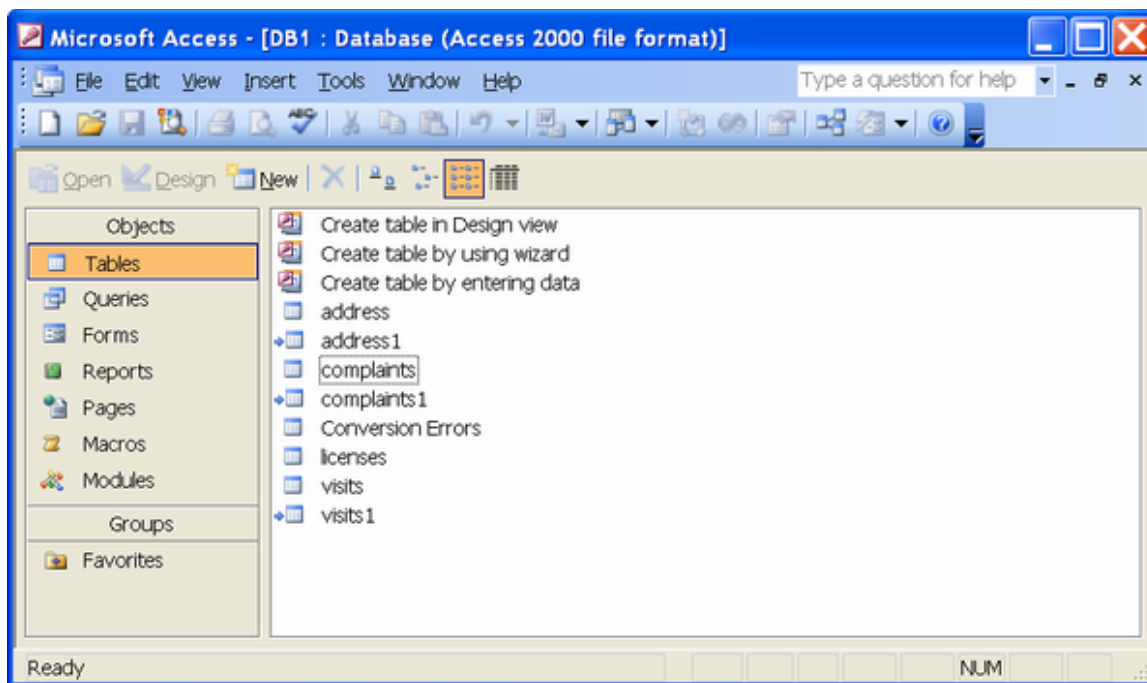 Microsoft Access - [DB1 : Database (Access 2000 file format)]
File Edit View Insert Tools Window Help Type a question for help
ABC
Open Design New
Objects
Tables
Queries
Forms
Reports
Pages
Macros
Modules
Groups
Favorites
Create table in Design view
Create table by using wizard
Create table by entering data
address
address1
complaints
complaints1
Conversion Errors
licenses
visits
visits1
Ready NUM